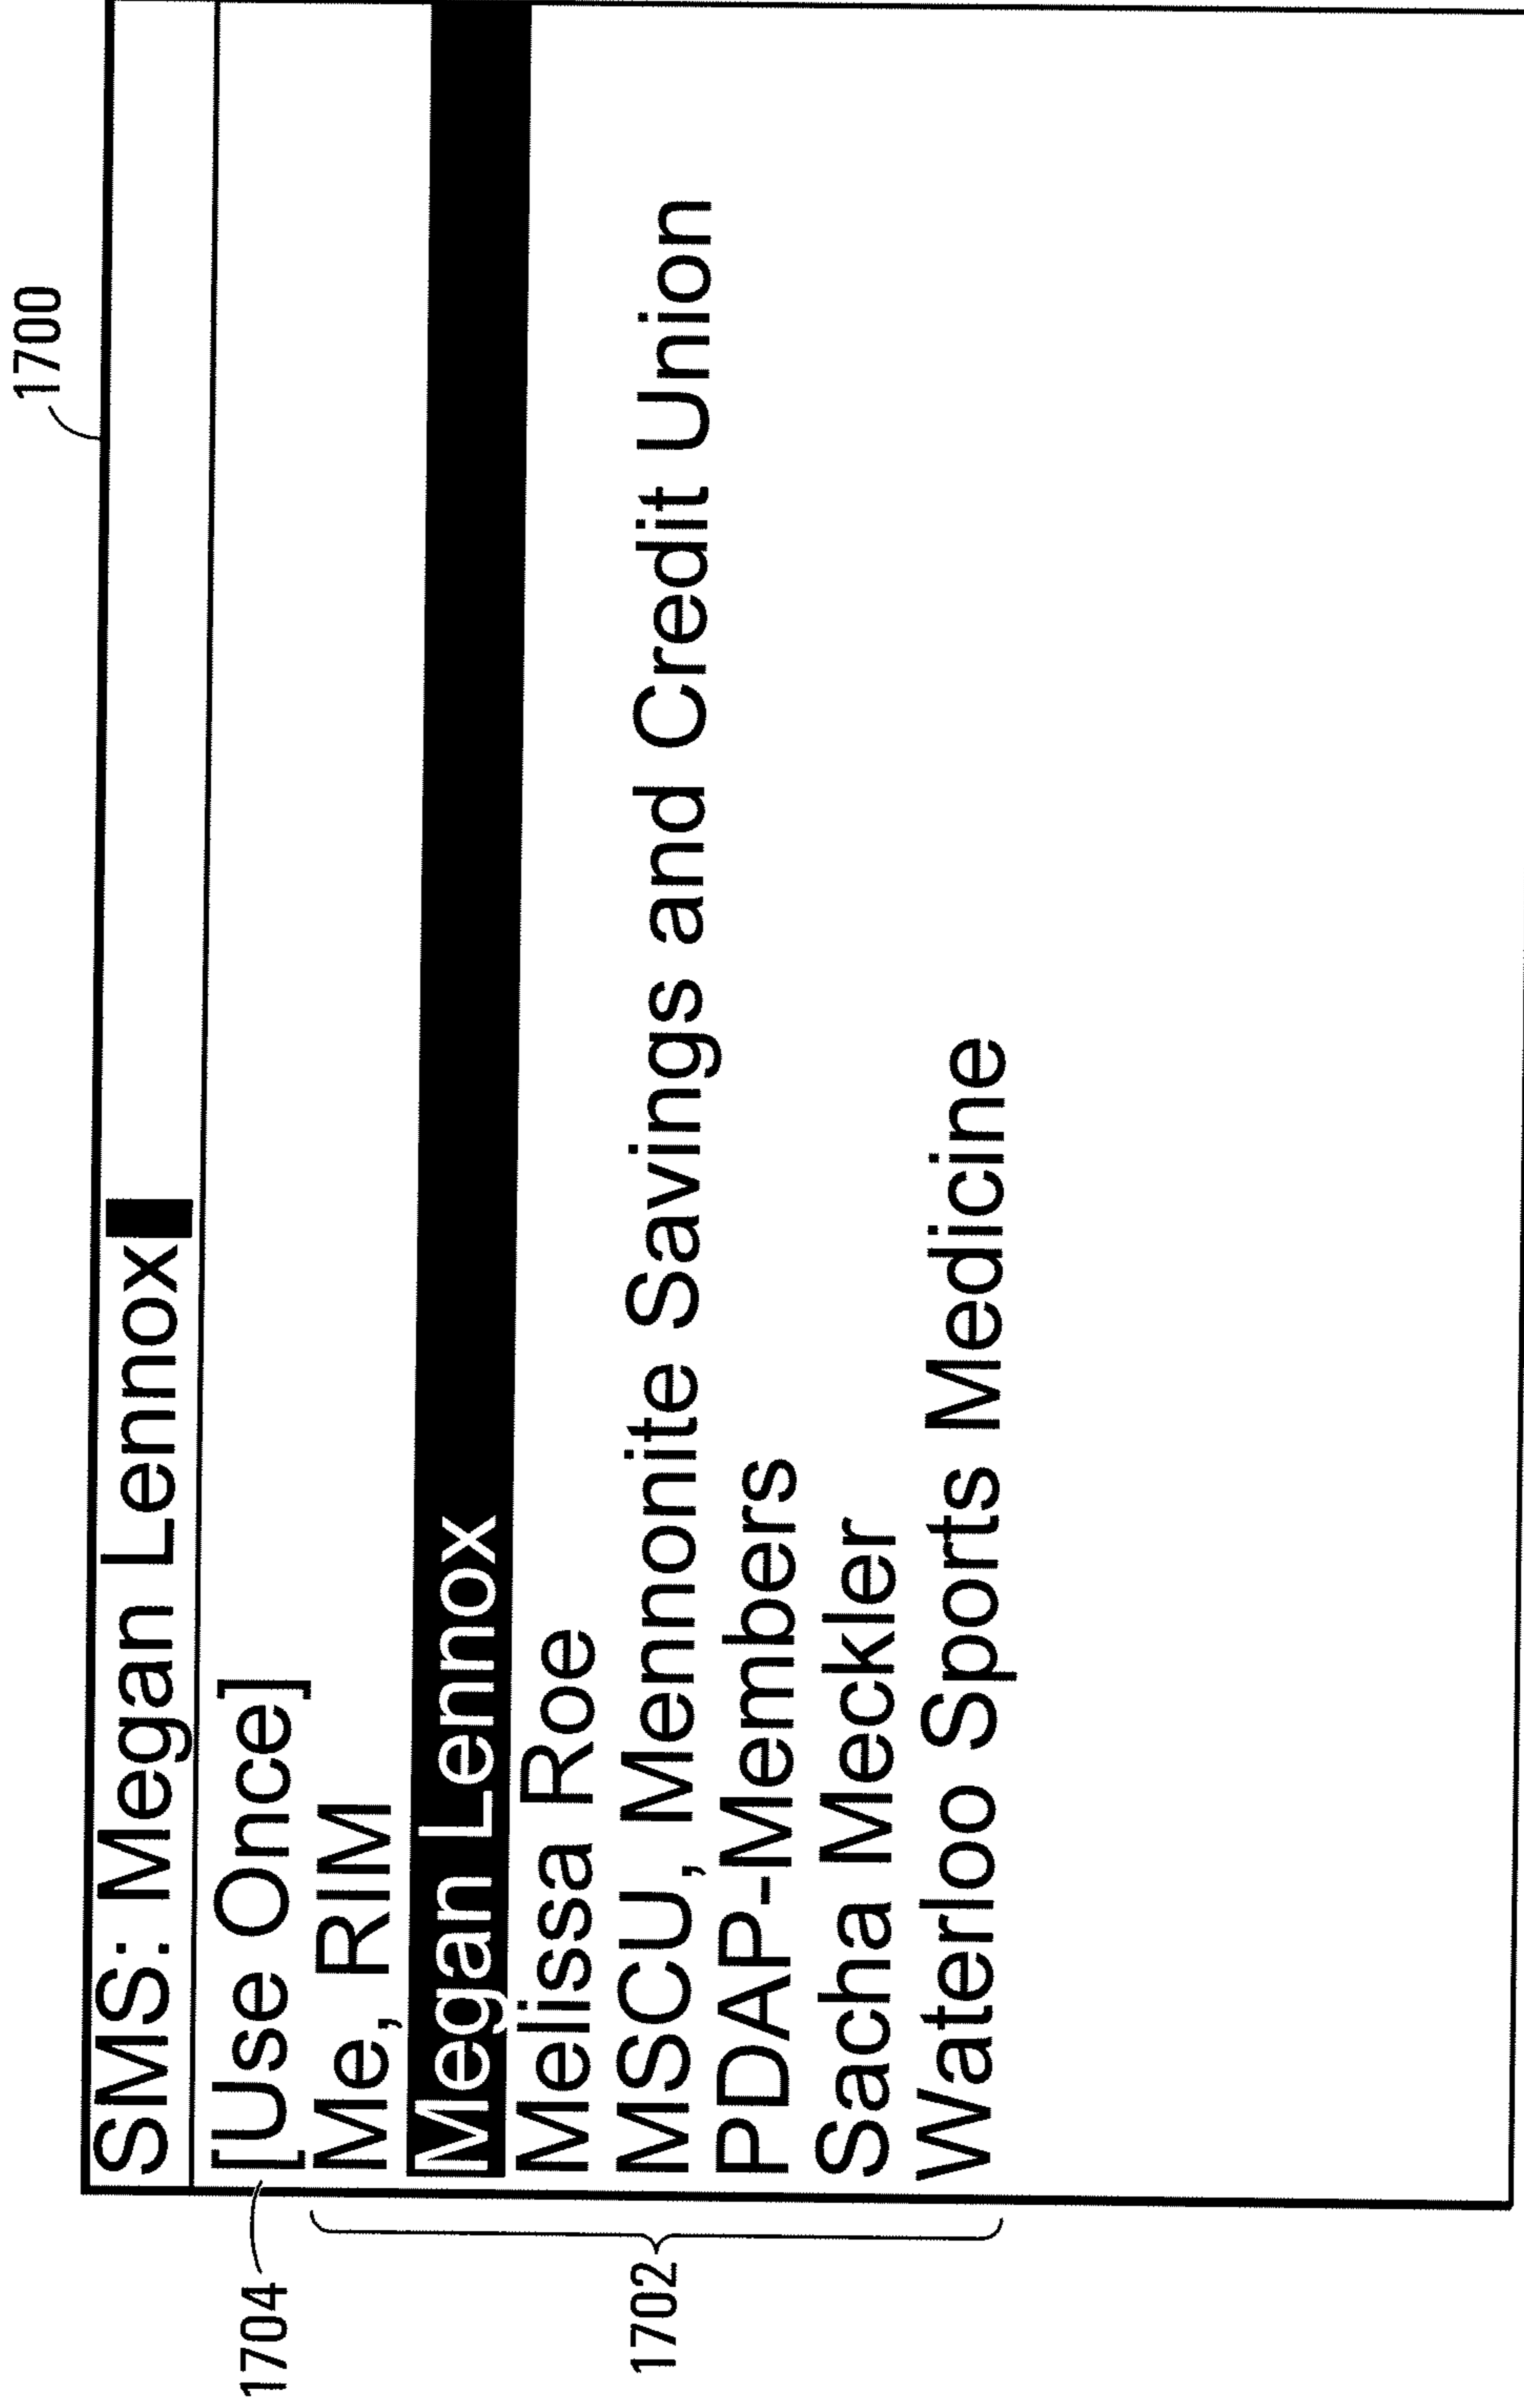 1700
SMS: Megan Lennox
1704
[Use Once]
Me, RIM
Megan Lennox
Melissa Roe
1702
MSCU, Mennonite Savings and Credit Union
PDAP-Members
Sacha Meckler
Waterloo Sports Medicine